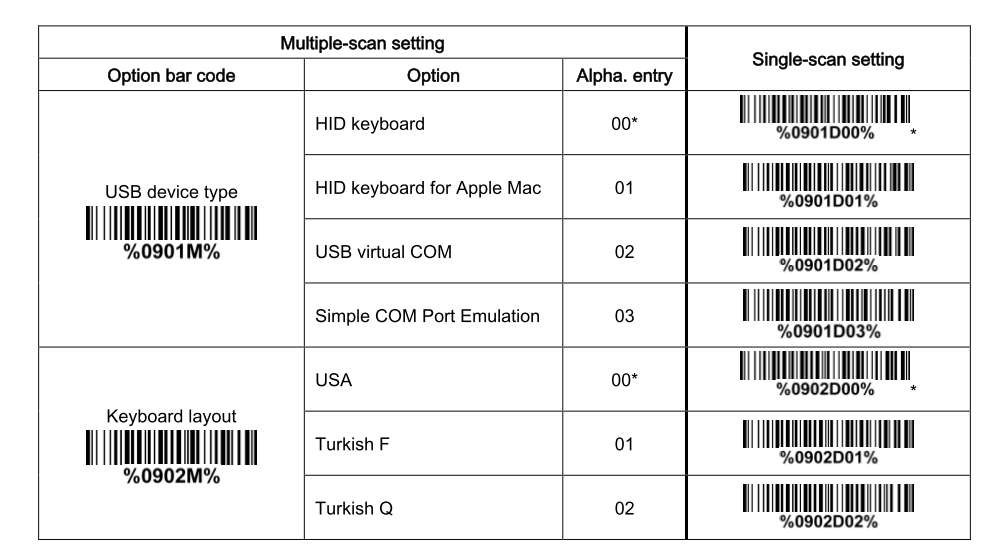 Multiple-scan setting
Single-scan setting
Option bar code
Option
Alpha. entry
USB device type
%0901M%
HID keyboard
00*
%0901D00% *
HID keyboard for Apple Mac
01
%0901D01%
USB virtual COM
02
%0901D02%
Simple COM Port Emulation
03
%0901D03%
Keyboard layout
%0902M%
USA
00*
%0902D00% *
Turkish F
01
%0902D01%
Turkish Q
02
%0902D02%